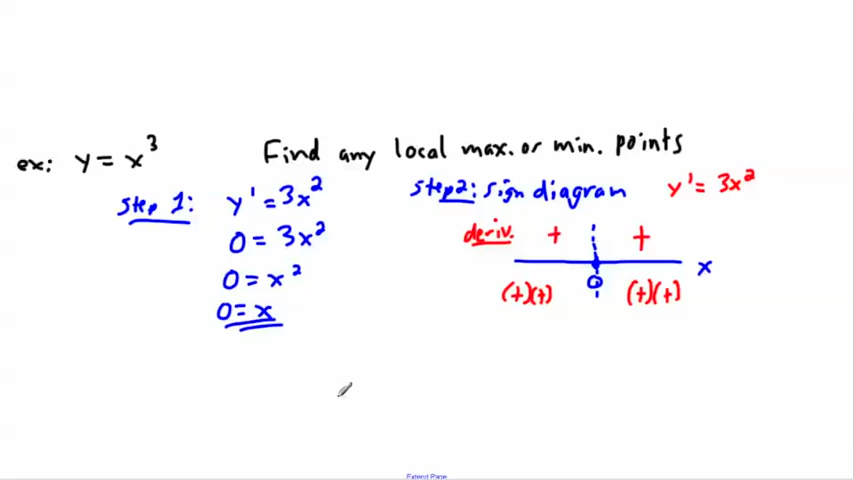 ex: y = x³ Find any local max. or min. points
step 1: y' = 3x²
0 = 3x²
0 = x²
0 = x
step 2: sign diagram y' = 3x²
deriv. + +
x
0
(+)(+) (+)(+)
Extend Page